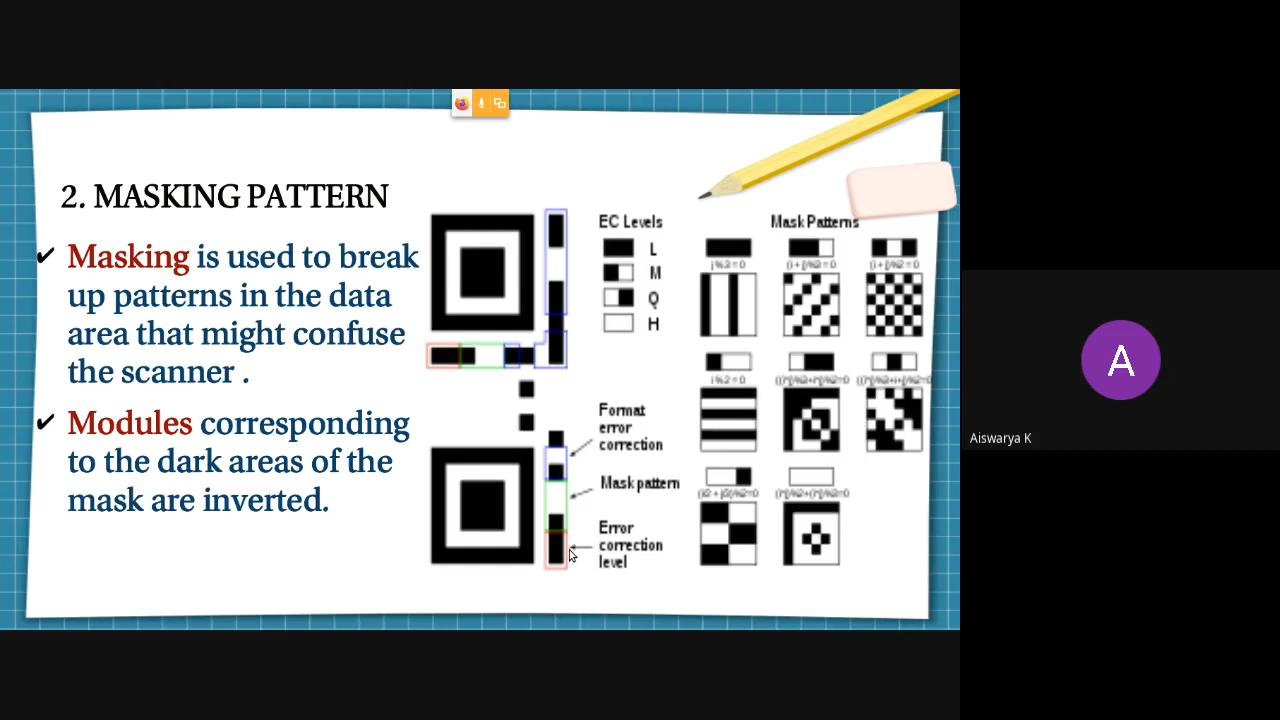 2. MASKING PATTERN
✔ Masking is used to break
up patterns in the data
area that might confuse
the scanner .
✔ Modules corresponding
to the dark areas of the
mask are inverted.
EC Levels
L
M
Q
H
Format
error
correction
Mask pattern
Error
correction
level
Mask Patterns
A
Aiswarya K